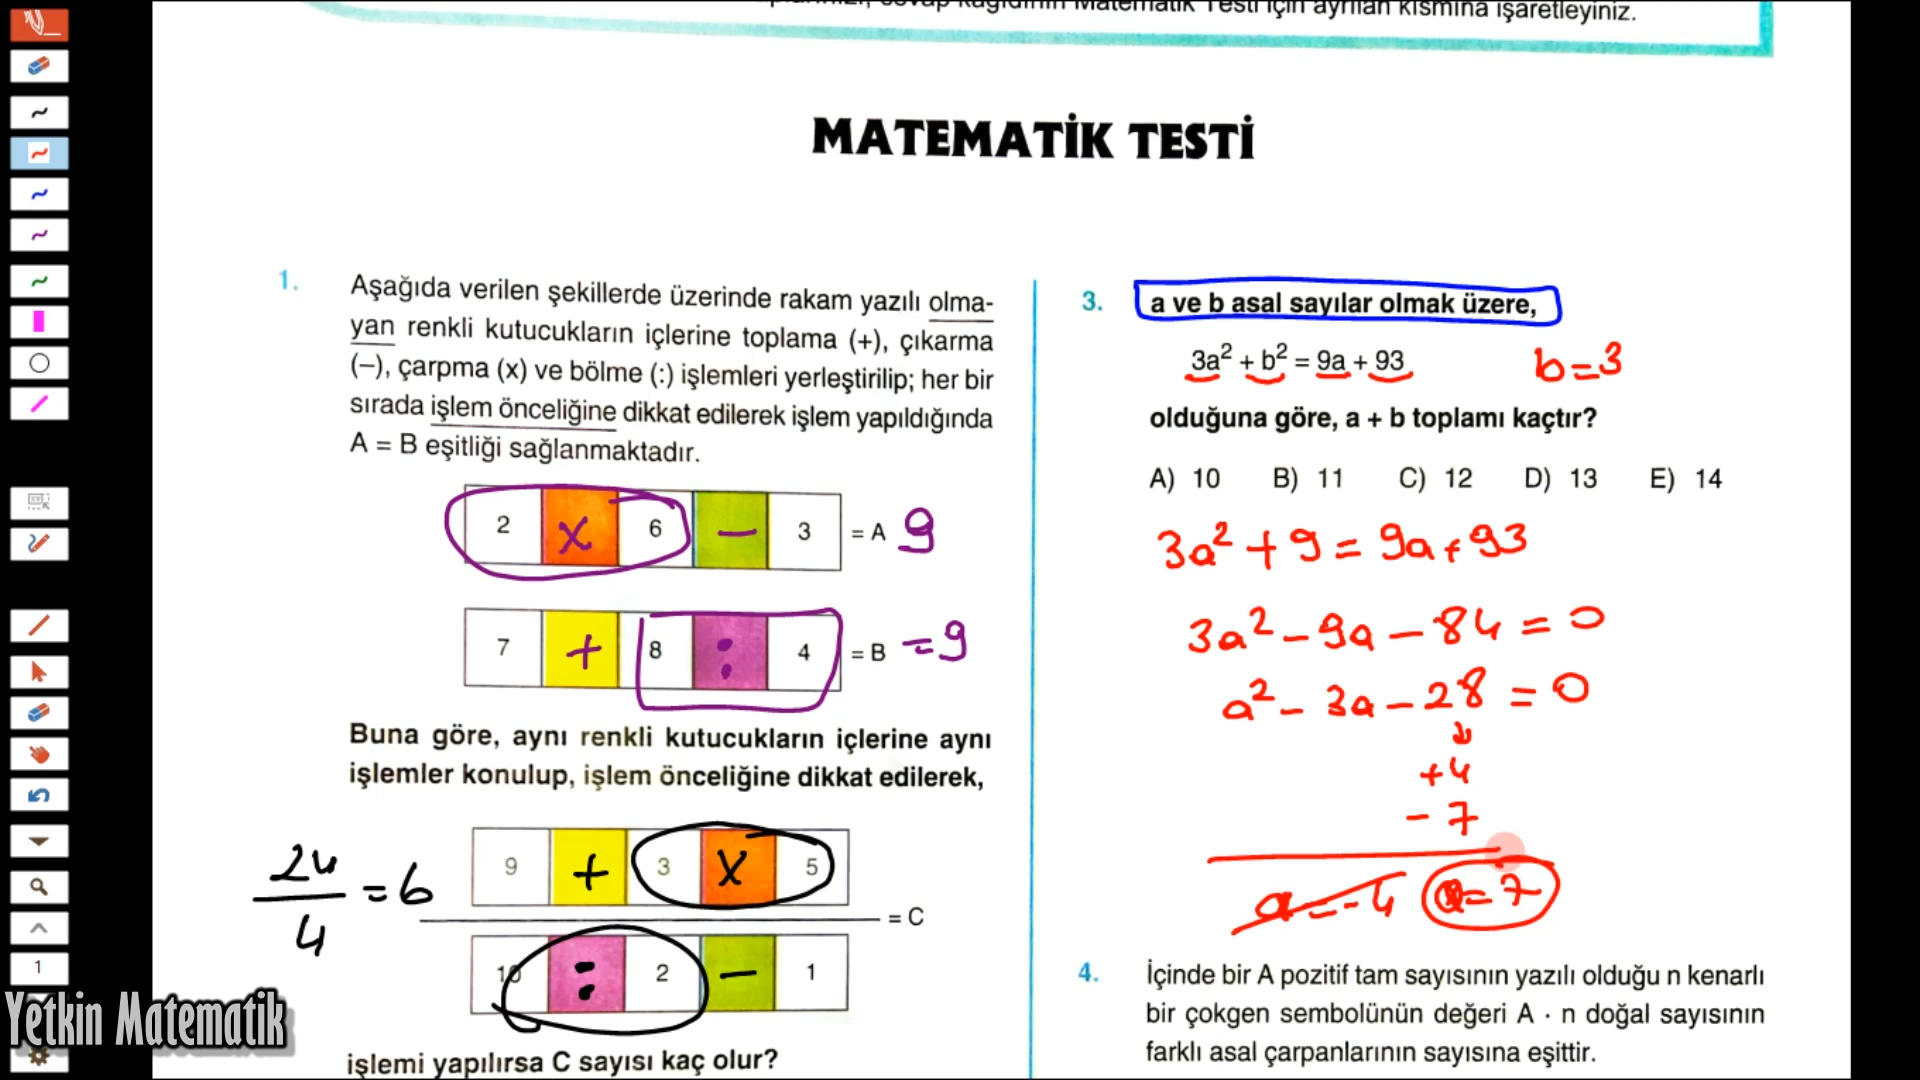 Matematik Testi için ayrılan kısmına işaretleyiniz.
MATEMATİK TESTİ
1.
Aşağıda verilen şekillerde üzerinde rakam yazılı olma-
yan renkli kutucukların içlerine toplama (+), çıkarma
(–), çarpma (x) ve bölme (:) işlemleri yerleştirilip; her bir
sırada işlem önceliğine dikkat edilerek işlem yapıldığında
A = B eşitliği sağlanmaktadır.
2 x 6 – 3 = A 9
7 + 8 : 4 = B = 9
Buna göre, aynı renkli kutucukların içlerine aynı
işlemler konulup, işlem önceliğine dikkat edilerek,
9 + 3 x 5
24/4 = 6
= C
10 : 2 – 1
işlemi yapılırsa C sayısı kaç olur?
3. a ve b asal sayılar olmak üzere,
3a² + b² = 9a + 93
b = 3
olduğuna göre, a + b toplamı kaçtır?
A) 10 B) 11 C) 12 D) 13 E) 14
3a² + 9 = 9a + 93
3a² – 9a – 84 = 0
a² – 3a – 28 = 0
+4
– 7
a = -4 a = 7
4. İçinde bir A pozitif tam sayısının yazılı olduğu n kenarlı
bir çokgen sembolünün değeri A · n doğal sayısının
farklı asal çarpanlarının sayısına eşittir.
1
Yetkin Matematik